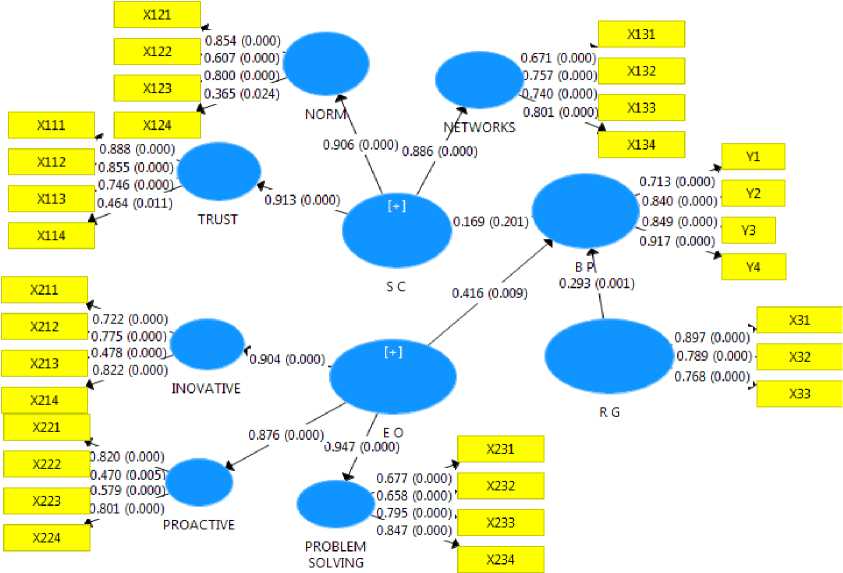 X121
X122
X123
X124
0.854 (0.000)
0.607 (0.000)
0.800 (0.000)
0.365 (0.024)
NORM
X131
X132
X133
X134
0.671 (0.000)
0.757 (0.000)
0.740 (0.000)
0.801 (0.000)
NETWORKS
X111
X112
X113
X114
0.888 (0.000)
0.855 (0.000)
0.746 (0.000)
0.464 (0.011)
TRUST
0.906 (0.000)
0.886 (0.000)
0.913 (0.000)
[+]
S C
0.169 (0.201)
Y1
Y2
Y3
Y4
0.713 (0.000)
0.840 (0.000)
0.849 (0.000)
0.917 (0.000)
B P
0.293 (0.001)
0.416 (0.009)
X211
X212
X213
X214
0.722 (0.000)
0.775 (0.000)
0.478 (0.000)
0.822 (0.000)
INOVATIVE
0.904 (0.000)
[+]
E O
X31
X32
X33
0.897 (0.000)
0.789 (0.000)
0.768 (0.000)
R G
X221
X222
X223
X224
0.820 (0.000)
0.470 (0.005)
0.579 (0.000)
0.801 (0.000)
PROACTIVE
0.876 (0.000)
0.947 (0.000)
X231
X232
X233
X234
0.677 (0.000)
0.658 (0.000)
0.795 (0.000)
0.847 (0.000)
PROBLEM
SOLVING